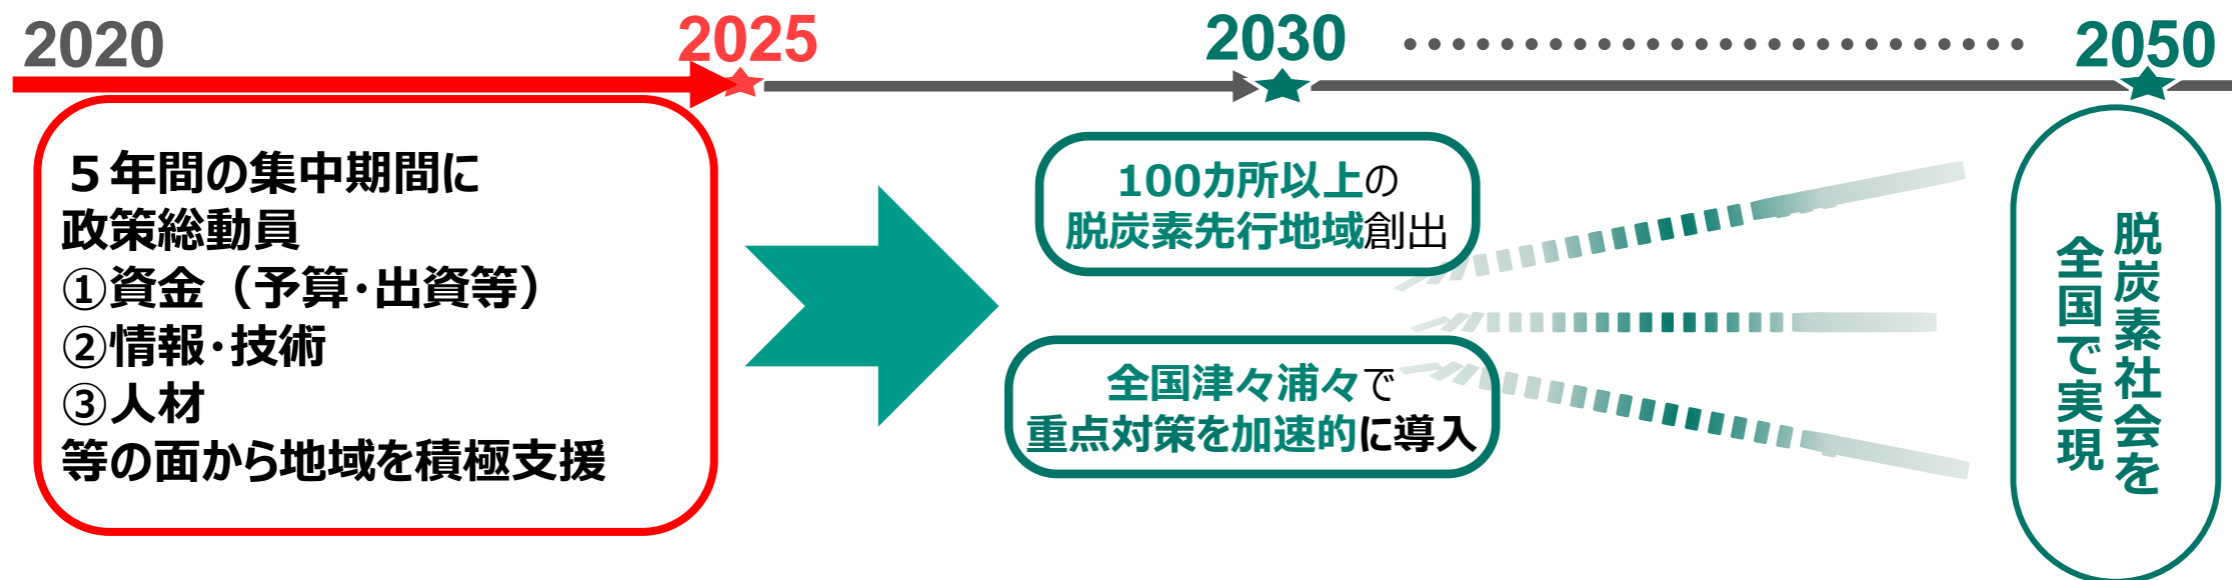 2020
2025
2030
2050
５年間の集中期間に
政策総動員
①資金（予算・出資等）
②情報・技術
③人材
等の面から地域を積極支援
100カ所以上の
脱炭素先行地域創出
全国津々浦々で
重点対策を加速的に導入
脱炭素社会を
全国で実現